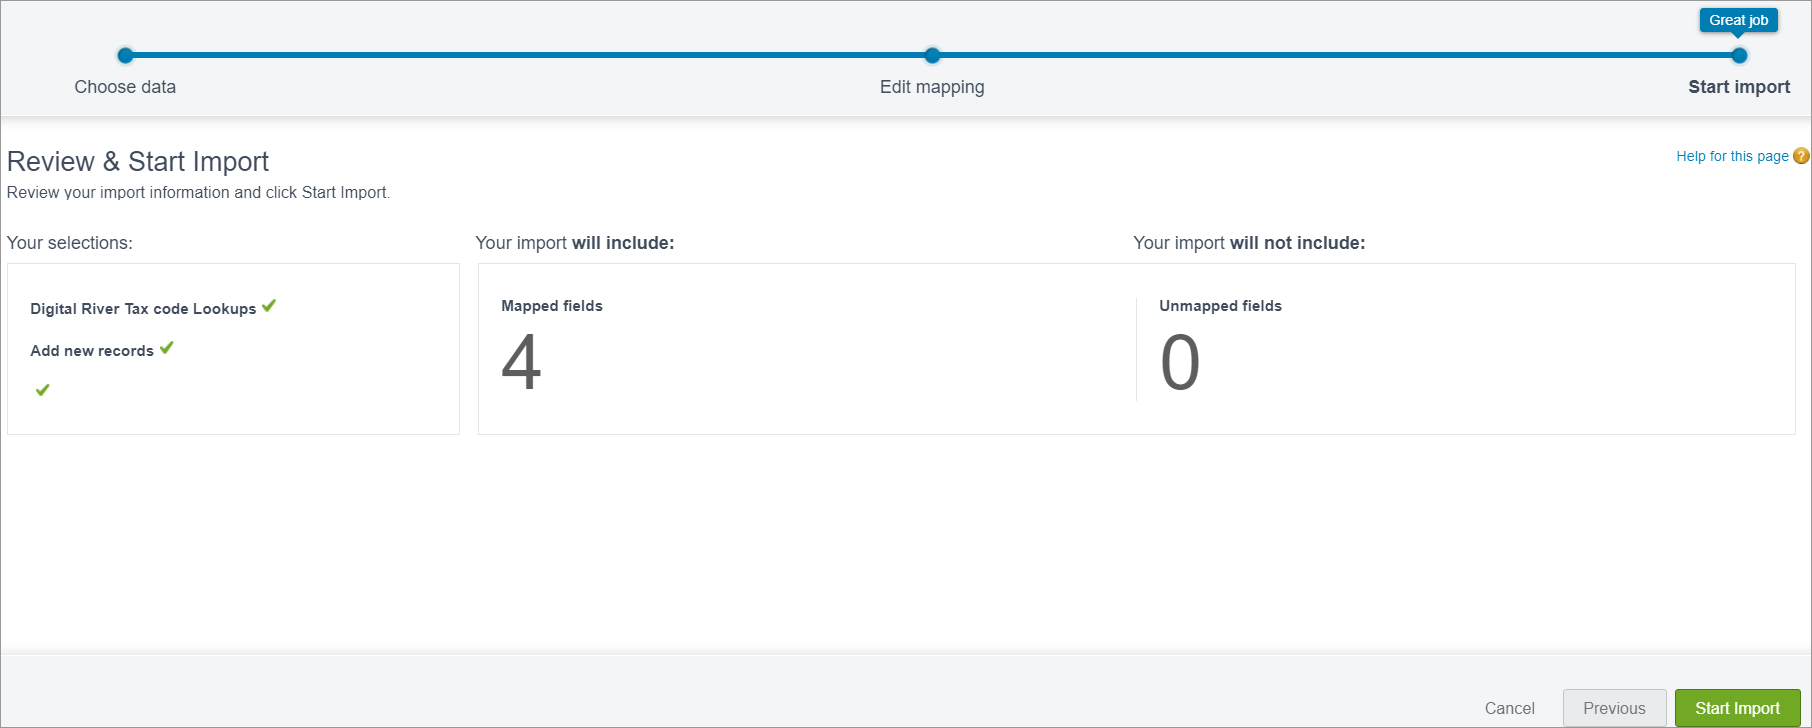 Great job
Choose data
Edit mapping
Start import
Review & Start Import
Help for this page ?
Review your import information and click Start Import.
Your selections:
Your import will include:
Your import will not include:
Digital River Tax code Lookups
Add new records
Mapped fields
4
Unmapped fields
0
Cancel
Previous
Start Import